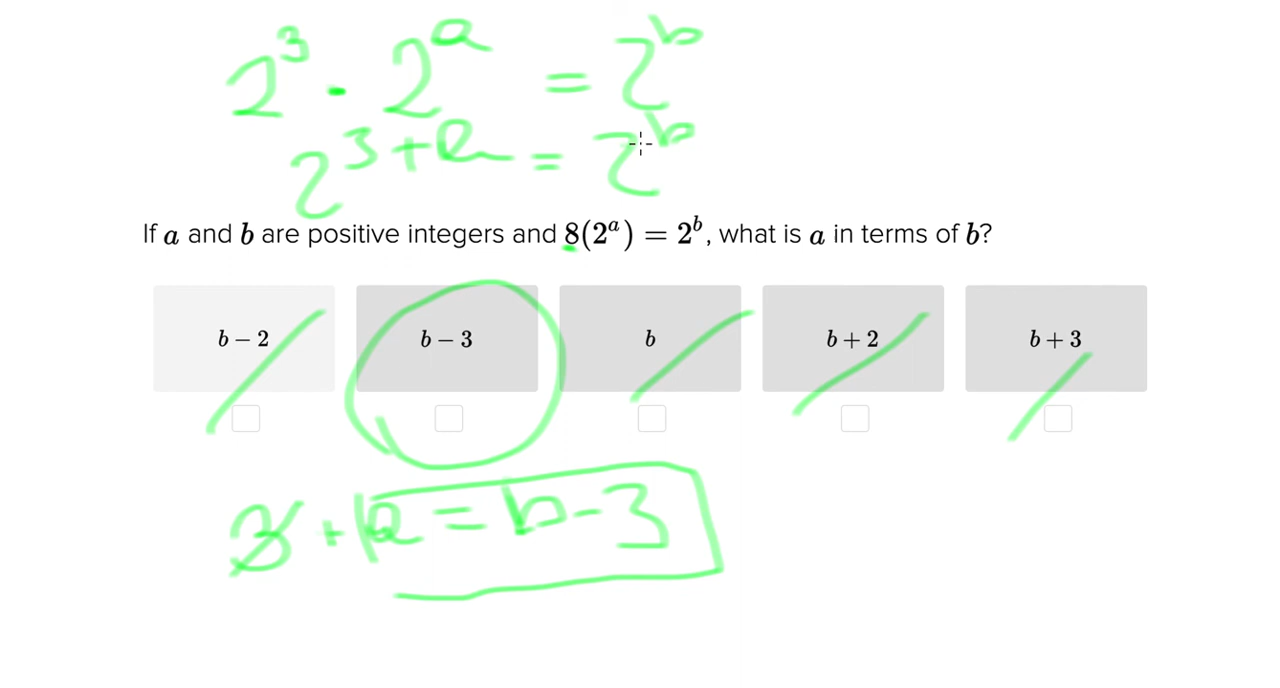 2³ · 2ᵃ = 2ᵇ
2³⁺ᵃ = 2ᵇ
If a and b are positive integers and 8(2ᵃ) = 2ᵇ, what is a in terms of b?
b − 2 b − 3 b b + 2 b + 3
3 + a = b − 3